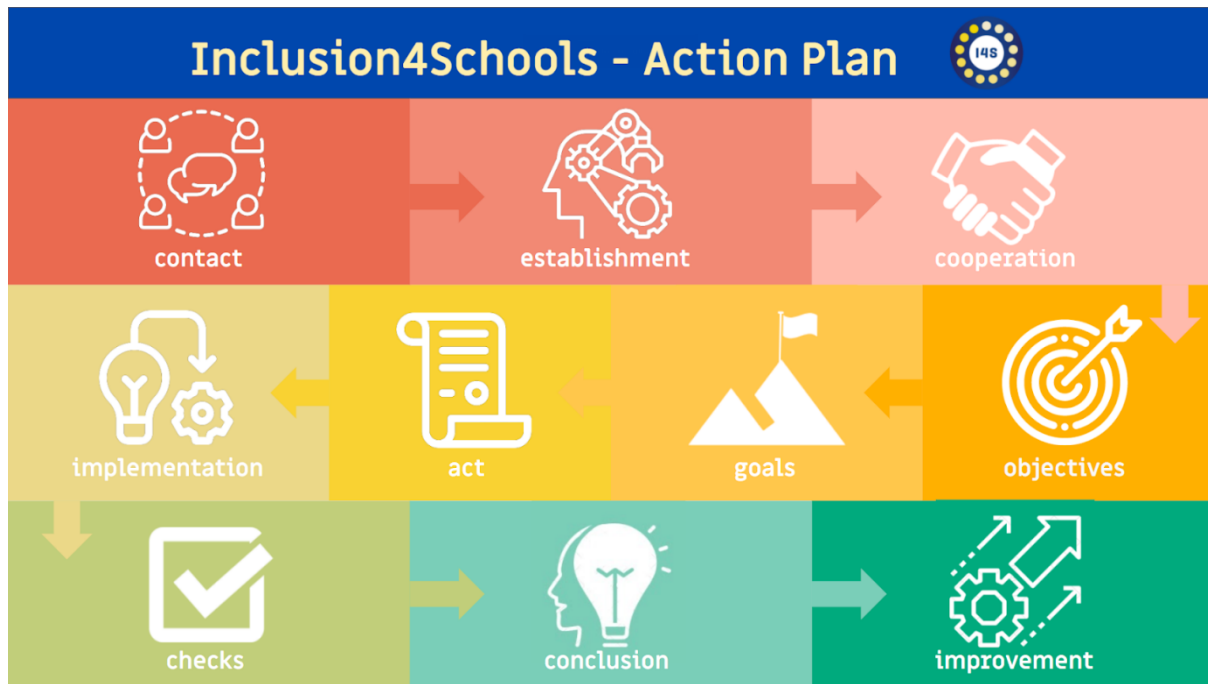 Inclusion4Schools - Action Plan
I4S
contact
establishment
cooperation
objectives
goals
act
implementation
checks
conclusion
improvement